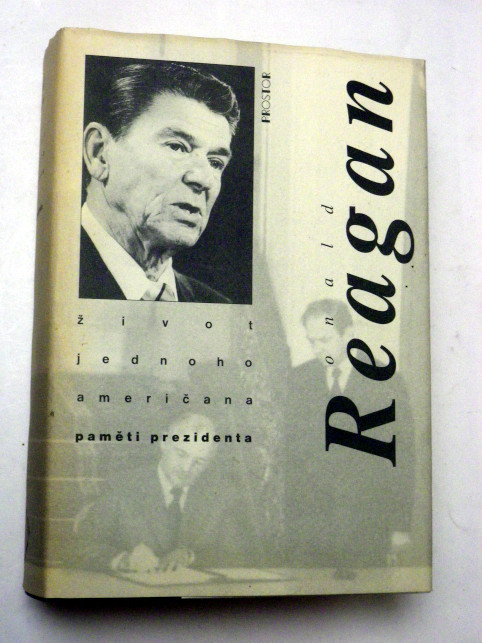 PROSTOR
Ronald
Reagan
život
jednoho
američana
paměti prezidenta